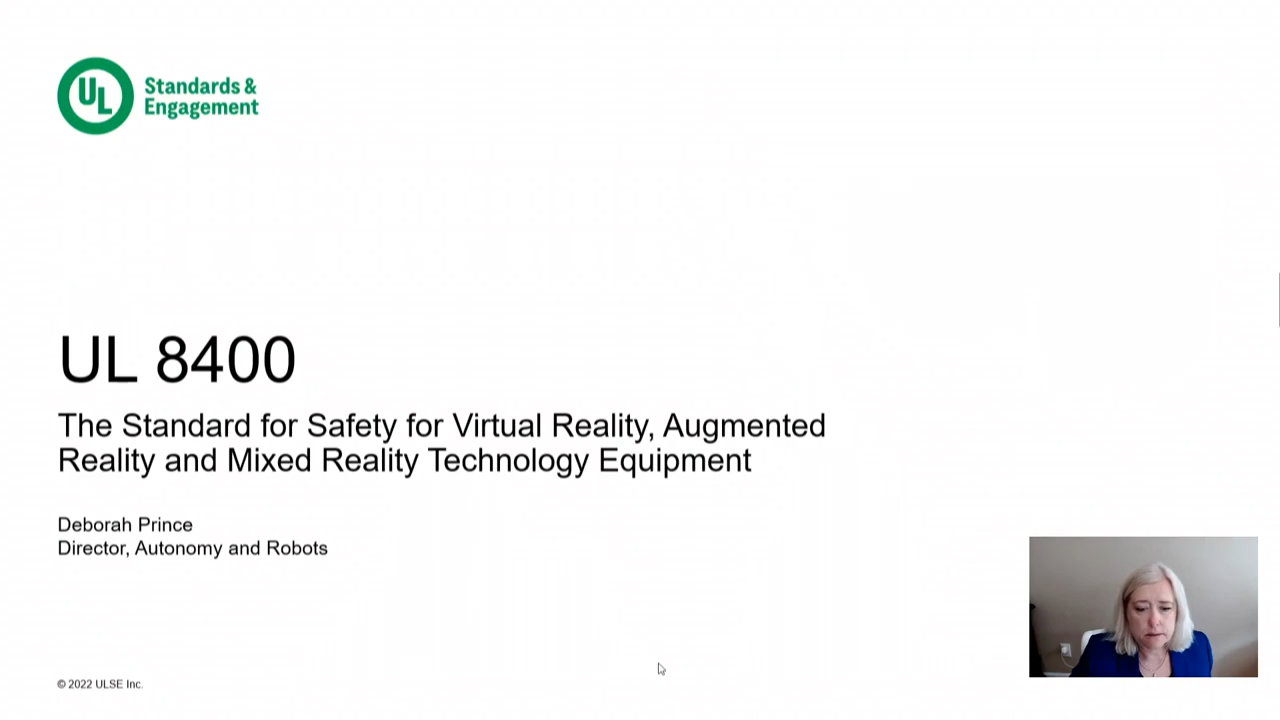 UL
Standards &
Engagement
UL 8400
The Standard for Safety for Virtual Reality, Augmented
Reality and Mixed Reality Technology Equipment
Deborah Prince
Director, Autonomy and Robots
© 2022 ULSE Inc.